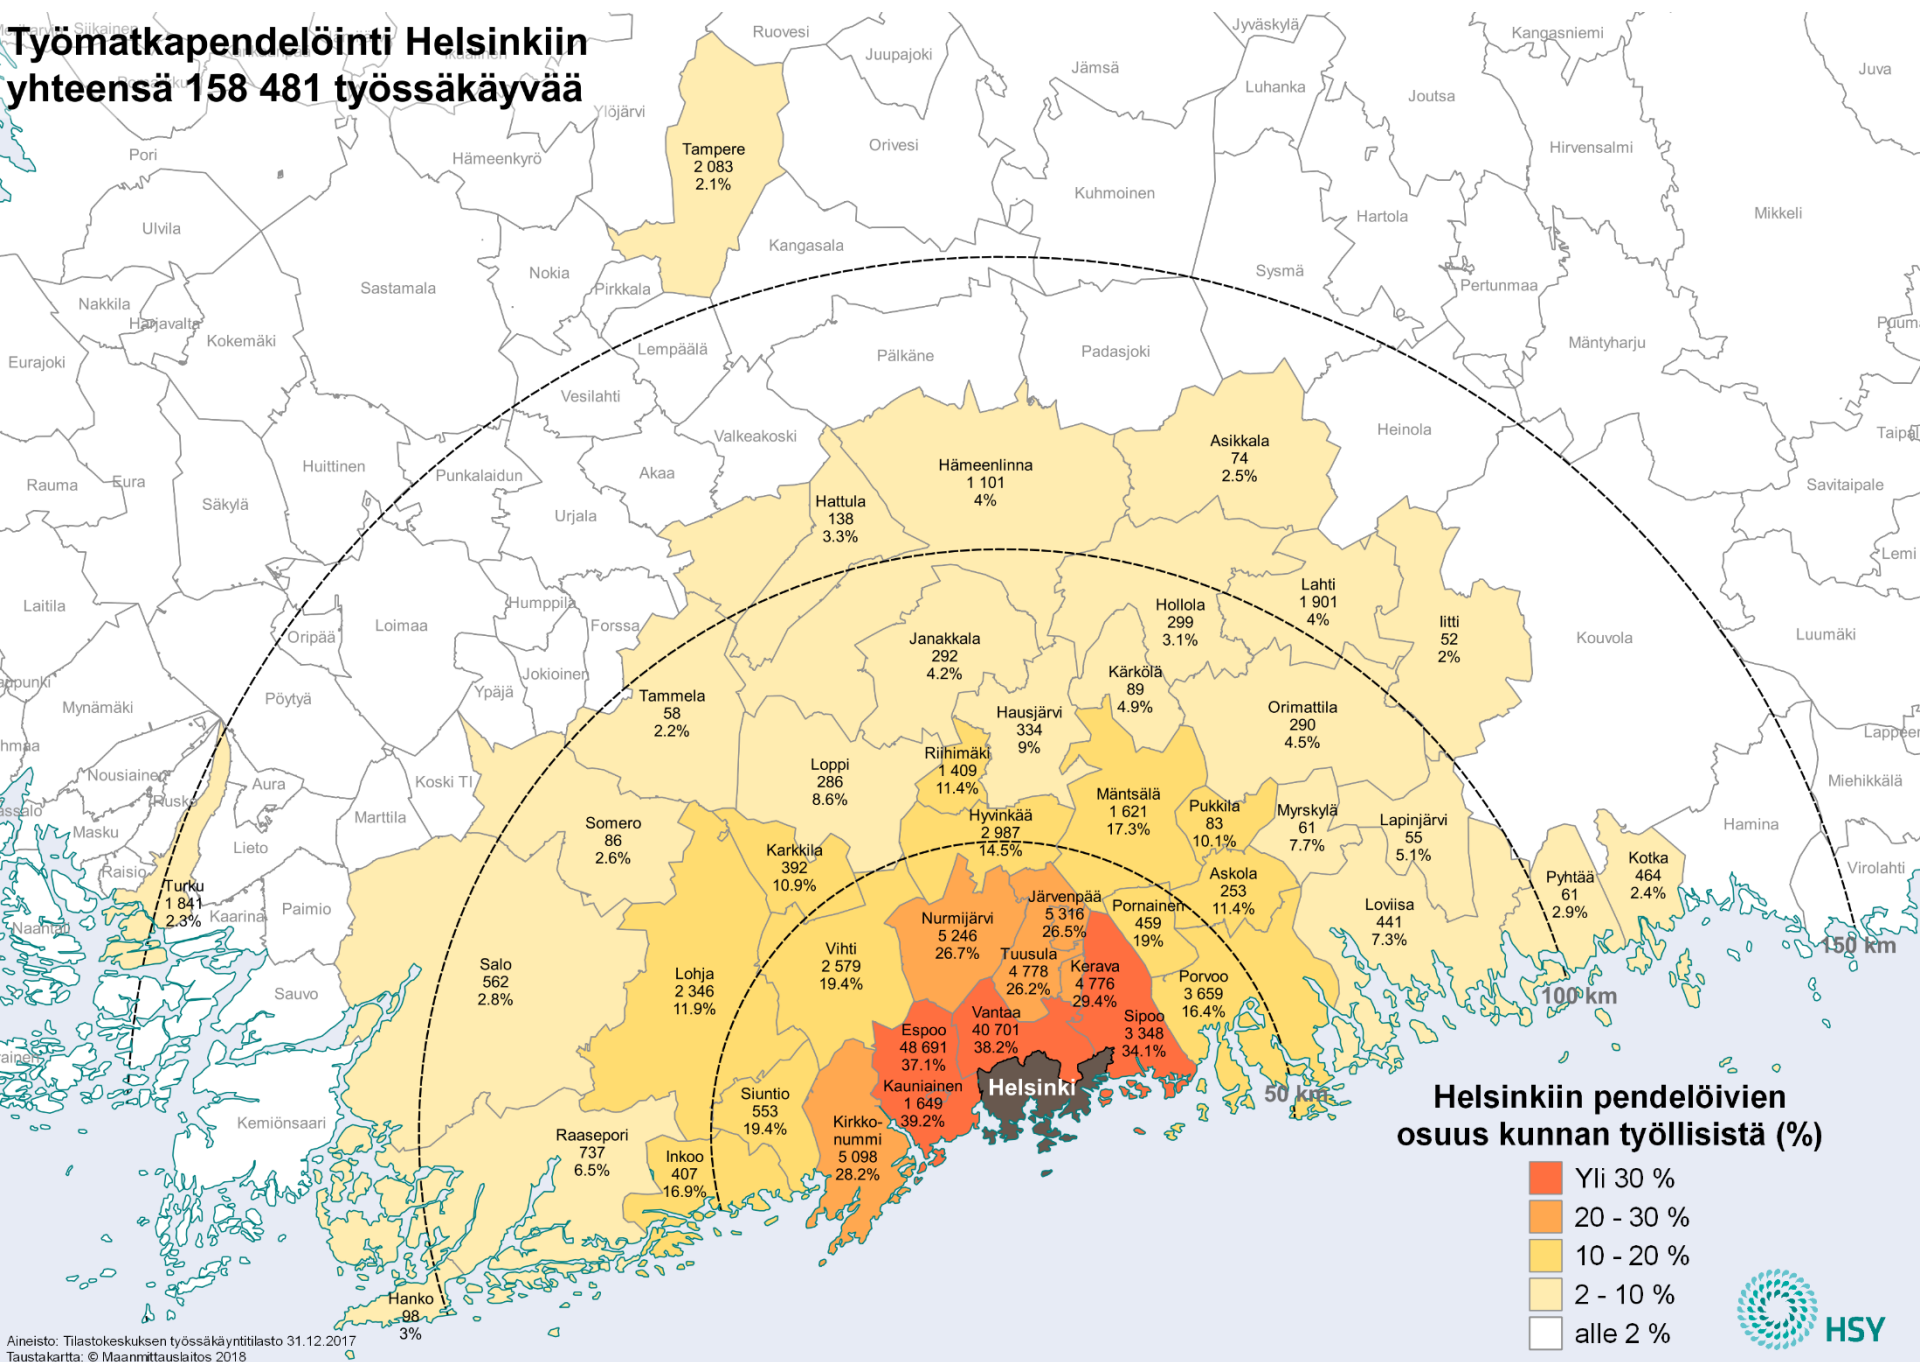 Työmatkapendelöinti Helsinkiin
yhteensä 158 481 työssäkäyvää
Siikainen
Ruovesi
Juupajoki
Jämsä
Jyväskylä
Luhanka
Joutsa
Kangasniemi
Juva
Pori
Ylöjärvi
Hämeenkyrö
Tampere
2 083
2.1%
Orivesi
Kuhmoinen
Hirvensalmi
Hartola
Mikkeli
Ulvila
Kangasala
Nokia
Pirkkala
Sastamala
Sysmä
Pertunmaa
Nakkila
Harjavalta
Kokemäki
Eurajoki
Lempäälä
Pälkäne
Padasjoki
Mäntyharju
Vesilahti
Valkeakoski
Heinola
Asikkala
74
2.5%
Hämeenlinna
1 101
4%
Huittinen
Punkalaidun
Akaa
Rauma
Eura
Säkylä
Urjala
Hattula
138
3.3%
Savitaipale
Lemi
Laitila
Oripää
Loimaa
Humppila
Forssa
Lahti
1 901
4%
Hollola
299
3.1%
Iitti
52
2%
Kouvola
Luumäki
Janakkala
292
4.2%
Kärkölä
89
4.9%
Jokioinen
Ypäjä
Pöytyä
Mynämäki
Tammela
58
2.2%
Hausjärvi
334
9%
Orimattila
290
4.5%
Riihimäki
1 409
11.4%
Loppi
286
8.6%
Nousiainen
Rusko
Aura
Koski Tl
Marttila
Masku
Lieto
Raisio
Miehikkälä
Hamina
Virolahti
Mäntsälä
1 621
17.3%
Pukkila
83
10.1%
Myrskylä
61
7.7%
Lapinjärvi
55
5.1%
Somero
86
2.6%
Hyvinkää
2 987
14.5%
Karkkila
392
10.9%
Askola
253
11.4%
Kotka
464
2.4%
Pyhtää
61
2.9%
Turku
1 841
2.3%
Kaarina
Paimio
Naantali
Järvenpää
5 316
26.5%
Pornainen
459
19%
Loviisa
441
7.3%
Nurmijärvi
5 246
26.7%
Vihti
2 579
19.4%
Tuusula
4 778
26.2%
Kerava
4 776
29.4%
Porvoo
3 659
16.4%
150 km
100 km
50 km
Salo
562
2.8%
Lohja
2 346
11.9%
Sauvo
Espoo
48 691
37.1%
Vantaa
40 701
38.2%
Sipoo
3 348
34.1%
Kauniainen
1 649
39.2%
Helsinki
Siuntio
553
19.4%
Kemiönsaari
Kirkko-
nummi
5 098
28.2%
Raasepori
737
6.5%
Inkoo
407
16.9%
Hanko
98
3%
Helsinkiin pendelöivien
osuus kunnan työllisistä (%)
Yli 30 %
20 - 30 %
10 - 20 %
2 - 10 %
alle 2 %
HSY
Aineisto: Tilastokeskuksen työssäkäyntitilasto 31.12.2017
Taustakartta: © Maanmittauslaitos 2018